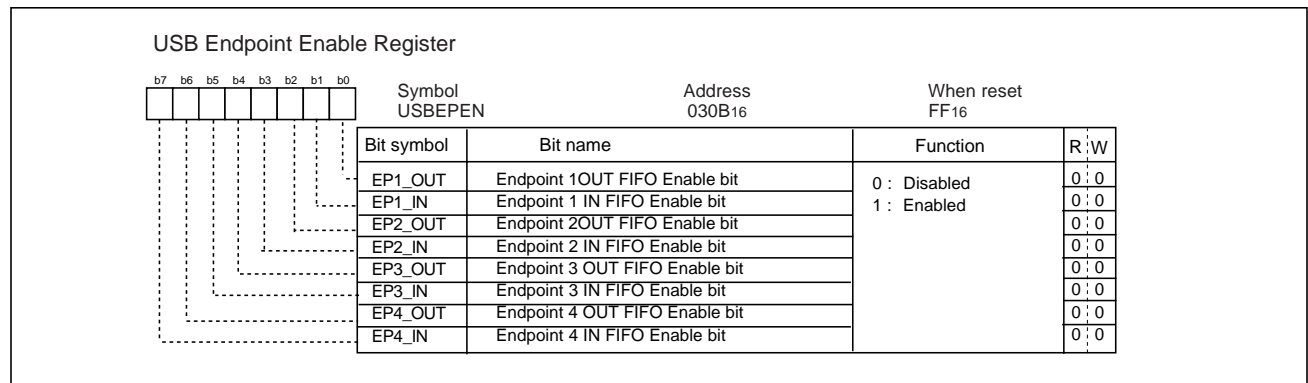 USB Endpoint Enable Register
b7 b6 b5 b4 b3 b2 b1 b0
Symbol Address When reset
USBEPEN 030B16 FF16
Bit symbol Bit name Function R W
EP1_OUT Endpoint 1OUT FIFO Enable bit 0 : Disabled 0 0
EP1_IN Endpoint 1 IN FIFO Enable bit 1 : Enabled 0 0
EP2_OUT Endpoint 2OUT FIFO Enable bit 0 0
EP2_IN Endpoint 2 IN FIFO Enable bit 0 0
EP3_OUT Endpoint 3 OUT FIFO Enable bit 0 0
EP3_IN Endpoint 3 IN FIFO Enable bit 0 0
EP4_OUT Endpoint 4 OUT FIFO Enable bit 0 0
EP4_IN Endpoint 4 IN FIFO Enable bit 0 0